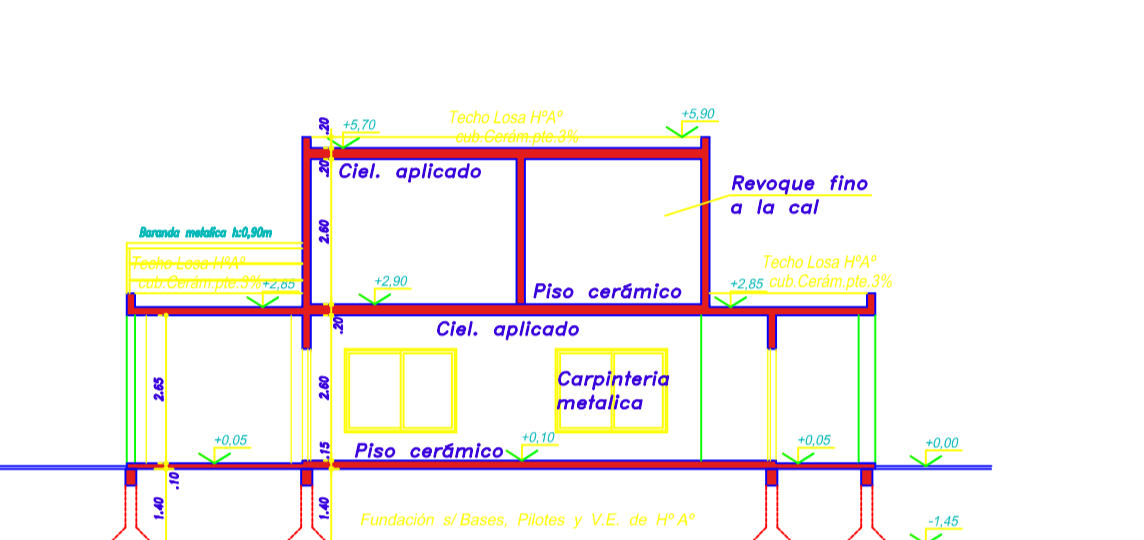 Techo Losa HºAº
cub.Cerám.pte.3%
+5,90
.20
+5,70
.20
Ciel. aplicado
Revoque fino
a la cal
2.60
Baranda metalica h:0,90m
Techo Losa HºAº
cub.Cerám.pte.3%
+2,85
+2,90
Piso cerámico
Techo Losa HºAº
+2,85
cub.Cerám.pte.3%
.20
Ciel. aplicado
2.65
2.60
Carpinteria
metalica
+0,05
.15
Piso cerámico
+0,10
+0,05
+0,00
.10
1.40
1.40
Fundación s/ Bases, Pilotes y V.E. de Hº Aº
-1,45